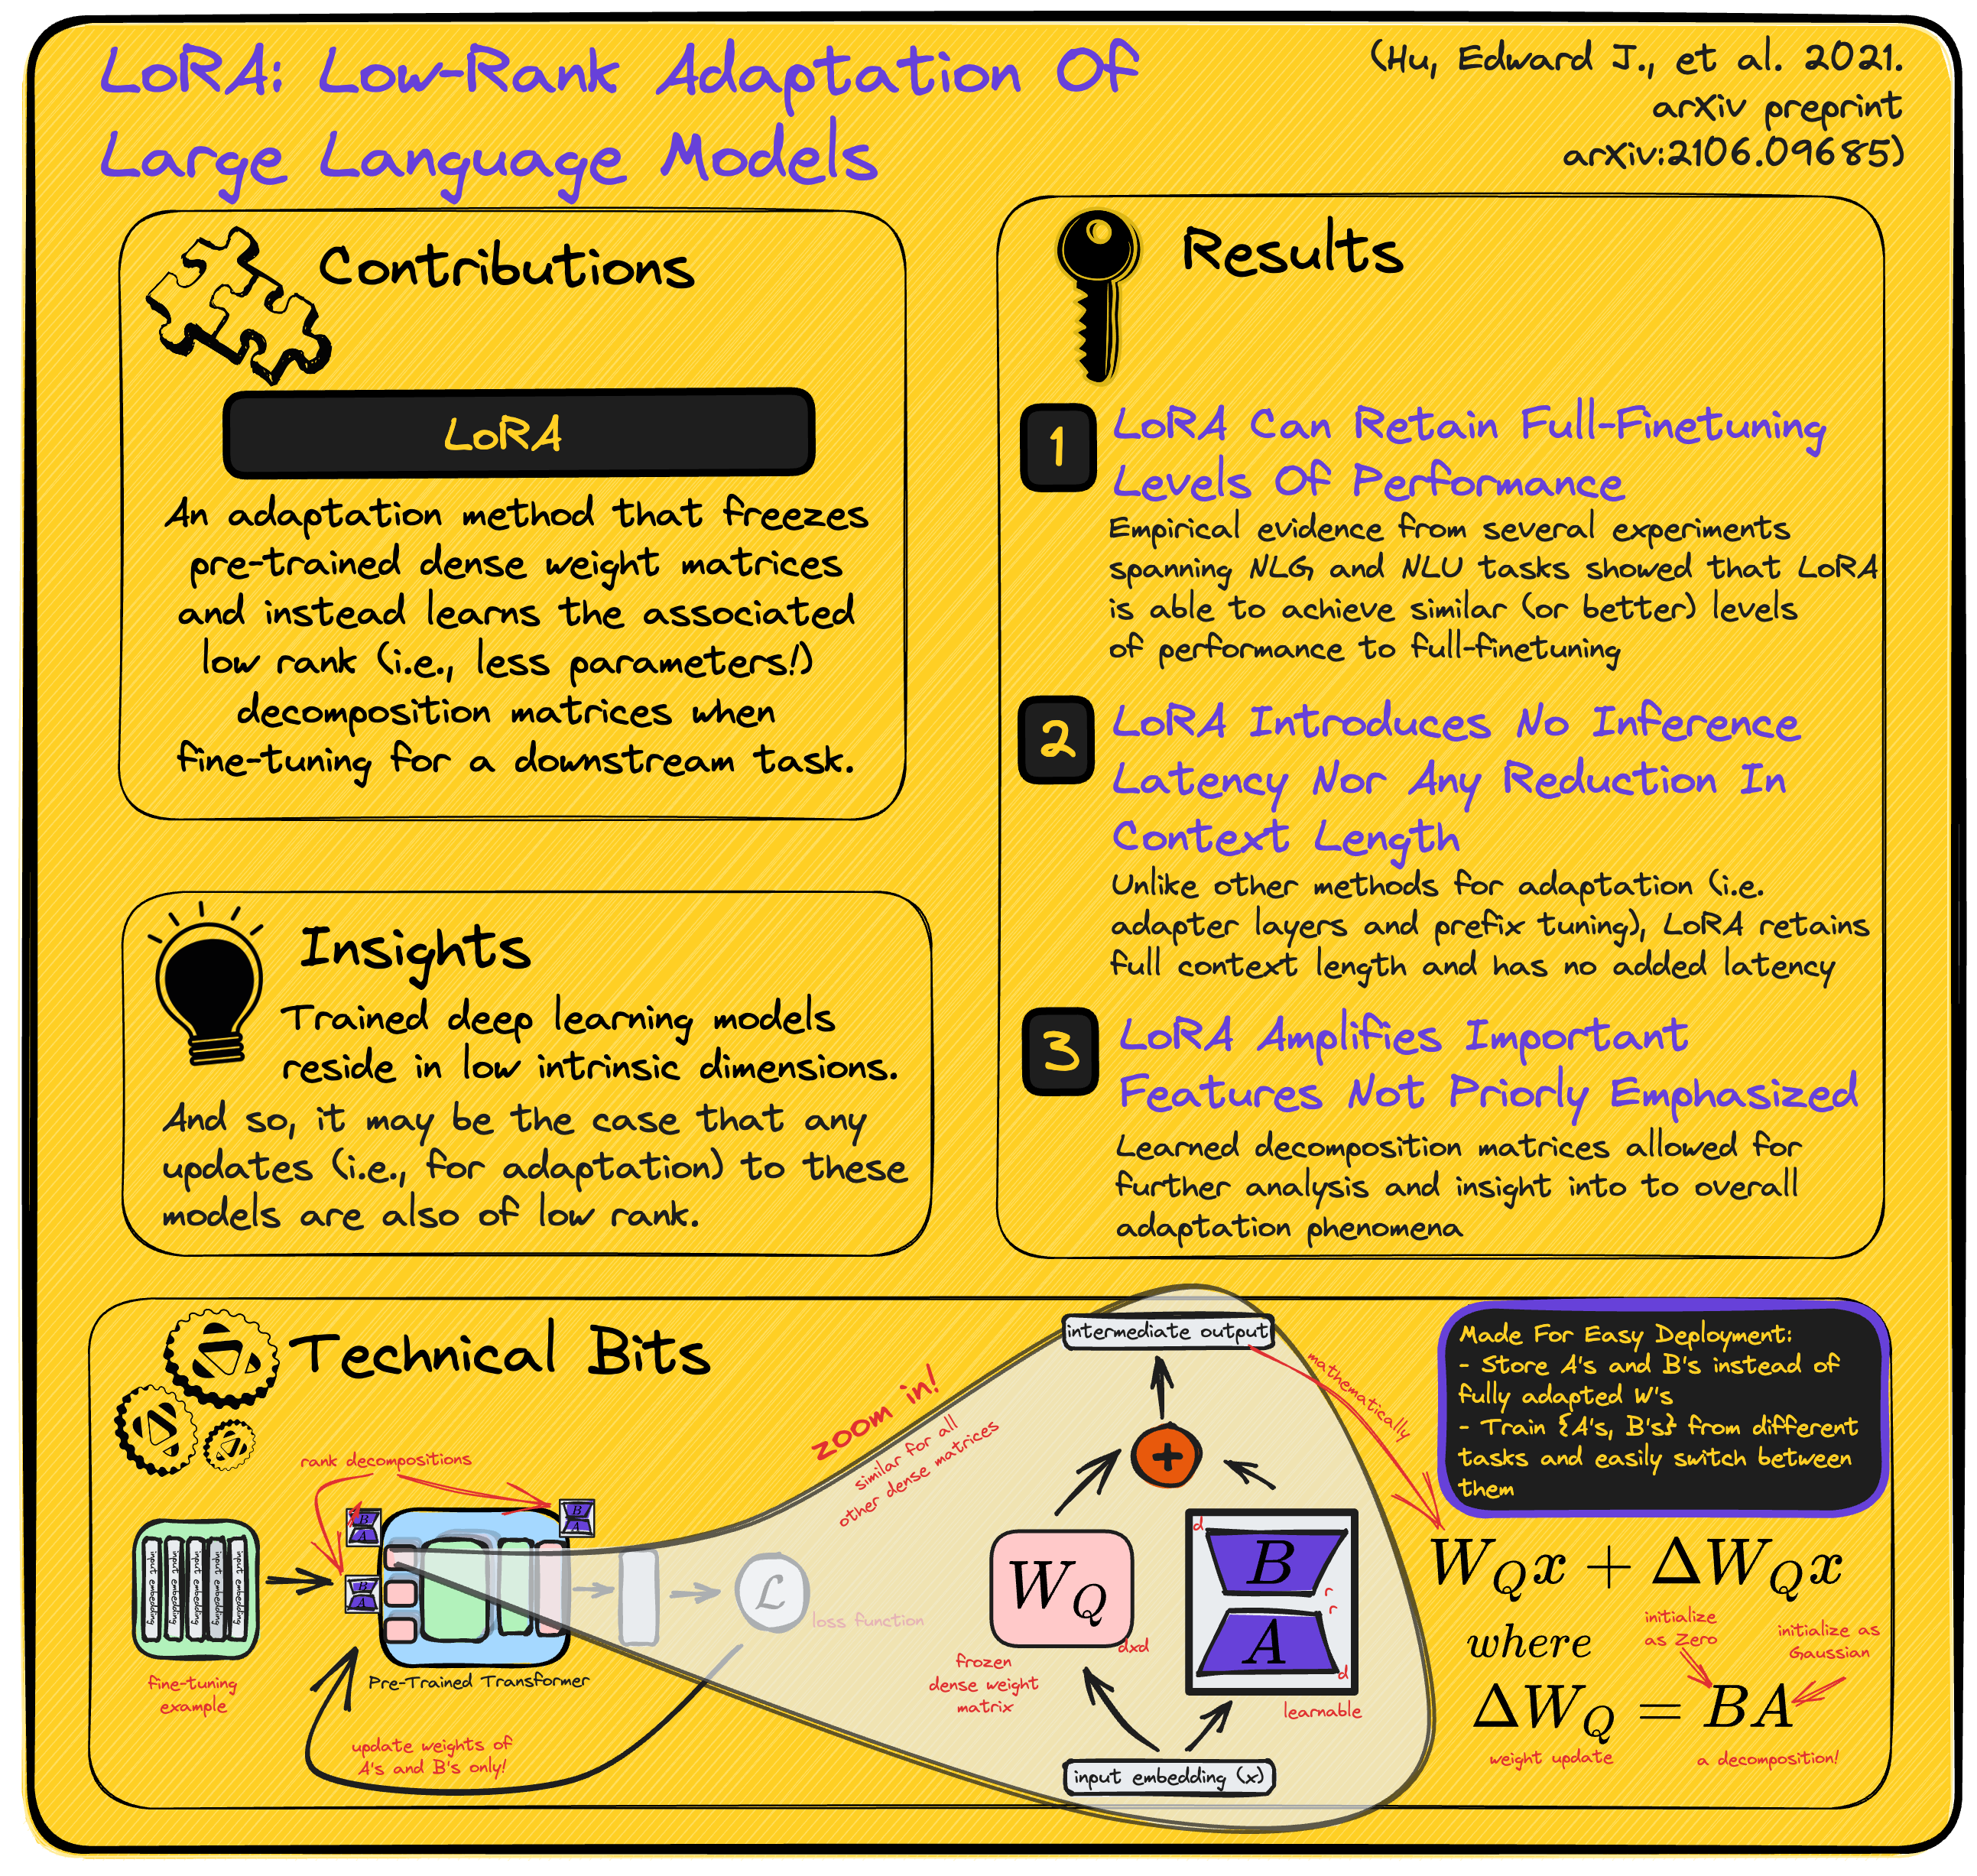 LoRA: Low-Rank Adaptation Of
Large Language Models
(Hu, Edward J., et al. 2021.
arXiv preprint
arXiv:2106.09685)
Contributions
LoRA
An adaptation method that freezes
pre-trained dense weight matrices
and instead learns the associated
low rank (i.e., less parameters!)
decomposition matrices when
fine-tuning for a downstream task.
Insights
Trained deep learning models
reside in low intrinsic dimensions.
And so, it may be the case that any
updates (i.e., for adaptation) to these
models are also of low rank.
Results
1
LoRA Can Retain Full-Finetuning
Levels Of Performance
Empirical evidence from several experiments
spanning NLG and NLU tasks showed that LoRA
is able to achieve similar (or better) levels
of performance to full-finetuning
2
LoRA Introduces No Inference
Latency Nor Any Reduction In
Context Length
Unlike other methods for adaptation (i.e.
adapter layers and prefix tuning), LoRA retains
full context length and has no added latency
3
LoRA Amplifies Important
Features Not Priorly Emphasized
Learned decomposition matrices allowed for
further analysis and insight into to overall
adaptation phenomena
Technical Bits
rank decompositions
B
A
B
A
B
A
input embedding
input embedding
input embedding
input embedding
input embedding
fine-tuning
example
Pre-Trained Transformer
update weights of
A's and B's only!
ℒ
loss function
zoom in!
similar for all
other dense matrices
intermediate output
+
W_Q
dxd
frozen
dense weight
matrix
d
B
r
r
A
d
learnable
input embedding (x)
mathematically
Made For Easy Deployment:
- Store A's and B's instead of
fully adapted W's
- Train {A's, B's} from different
tasks and easily switch between
them
W_Q x + ΔW_Q x
where
initialize
as Zero
initialize as
Gaussian
ΔW_Q = BA
weight update
a decomposition!